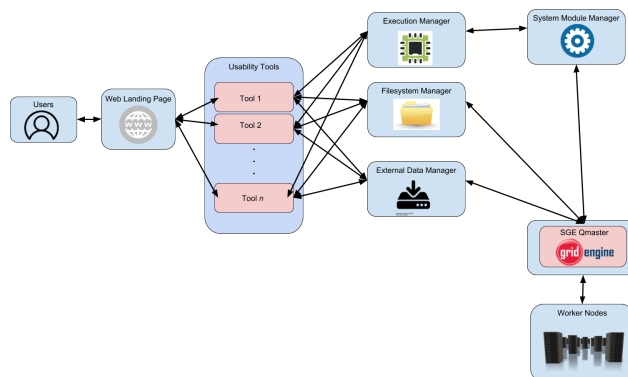 Execution Manager
System Module Manager
Usability Tools
Users
Web Landing Page
WWW
Tool 1
Tool 2
.
.
.
Tool n
Filesystem Manager
External Data Manager
SGE Qmaster
grid engine
Worker Nodes